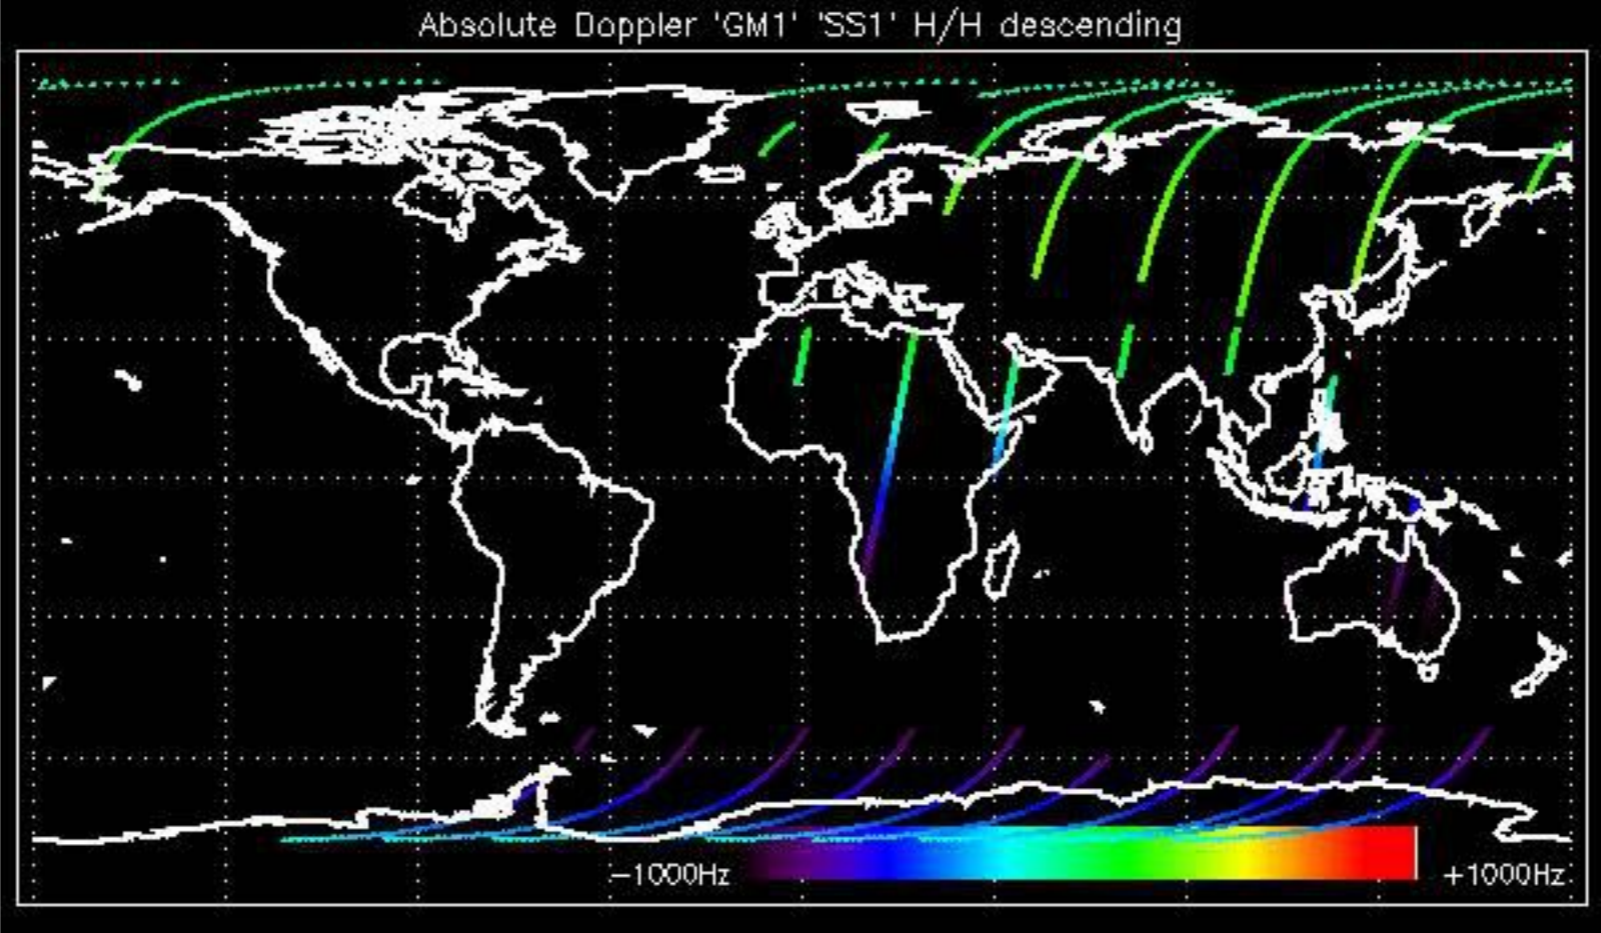 Absolute Doppler 'GM1' 'SS1' H/H descending
−1000Hz +1000Hz